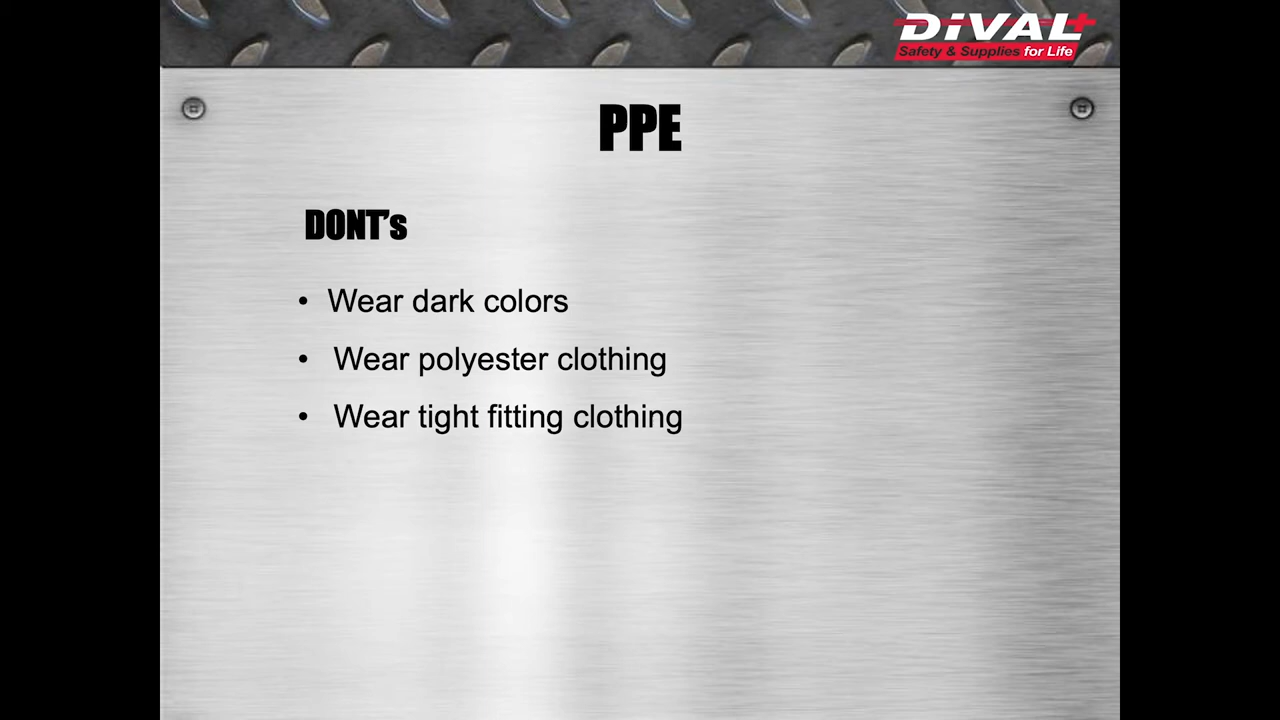 DiVAL
Safety & Supplies for Life
PPE
DONT's
• Wear dark colors
• Wear polyester clothing
• Wear tight fitting clothing